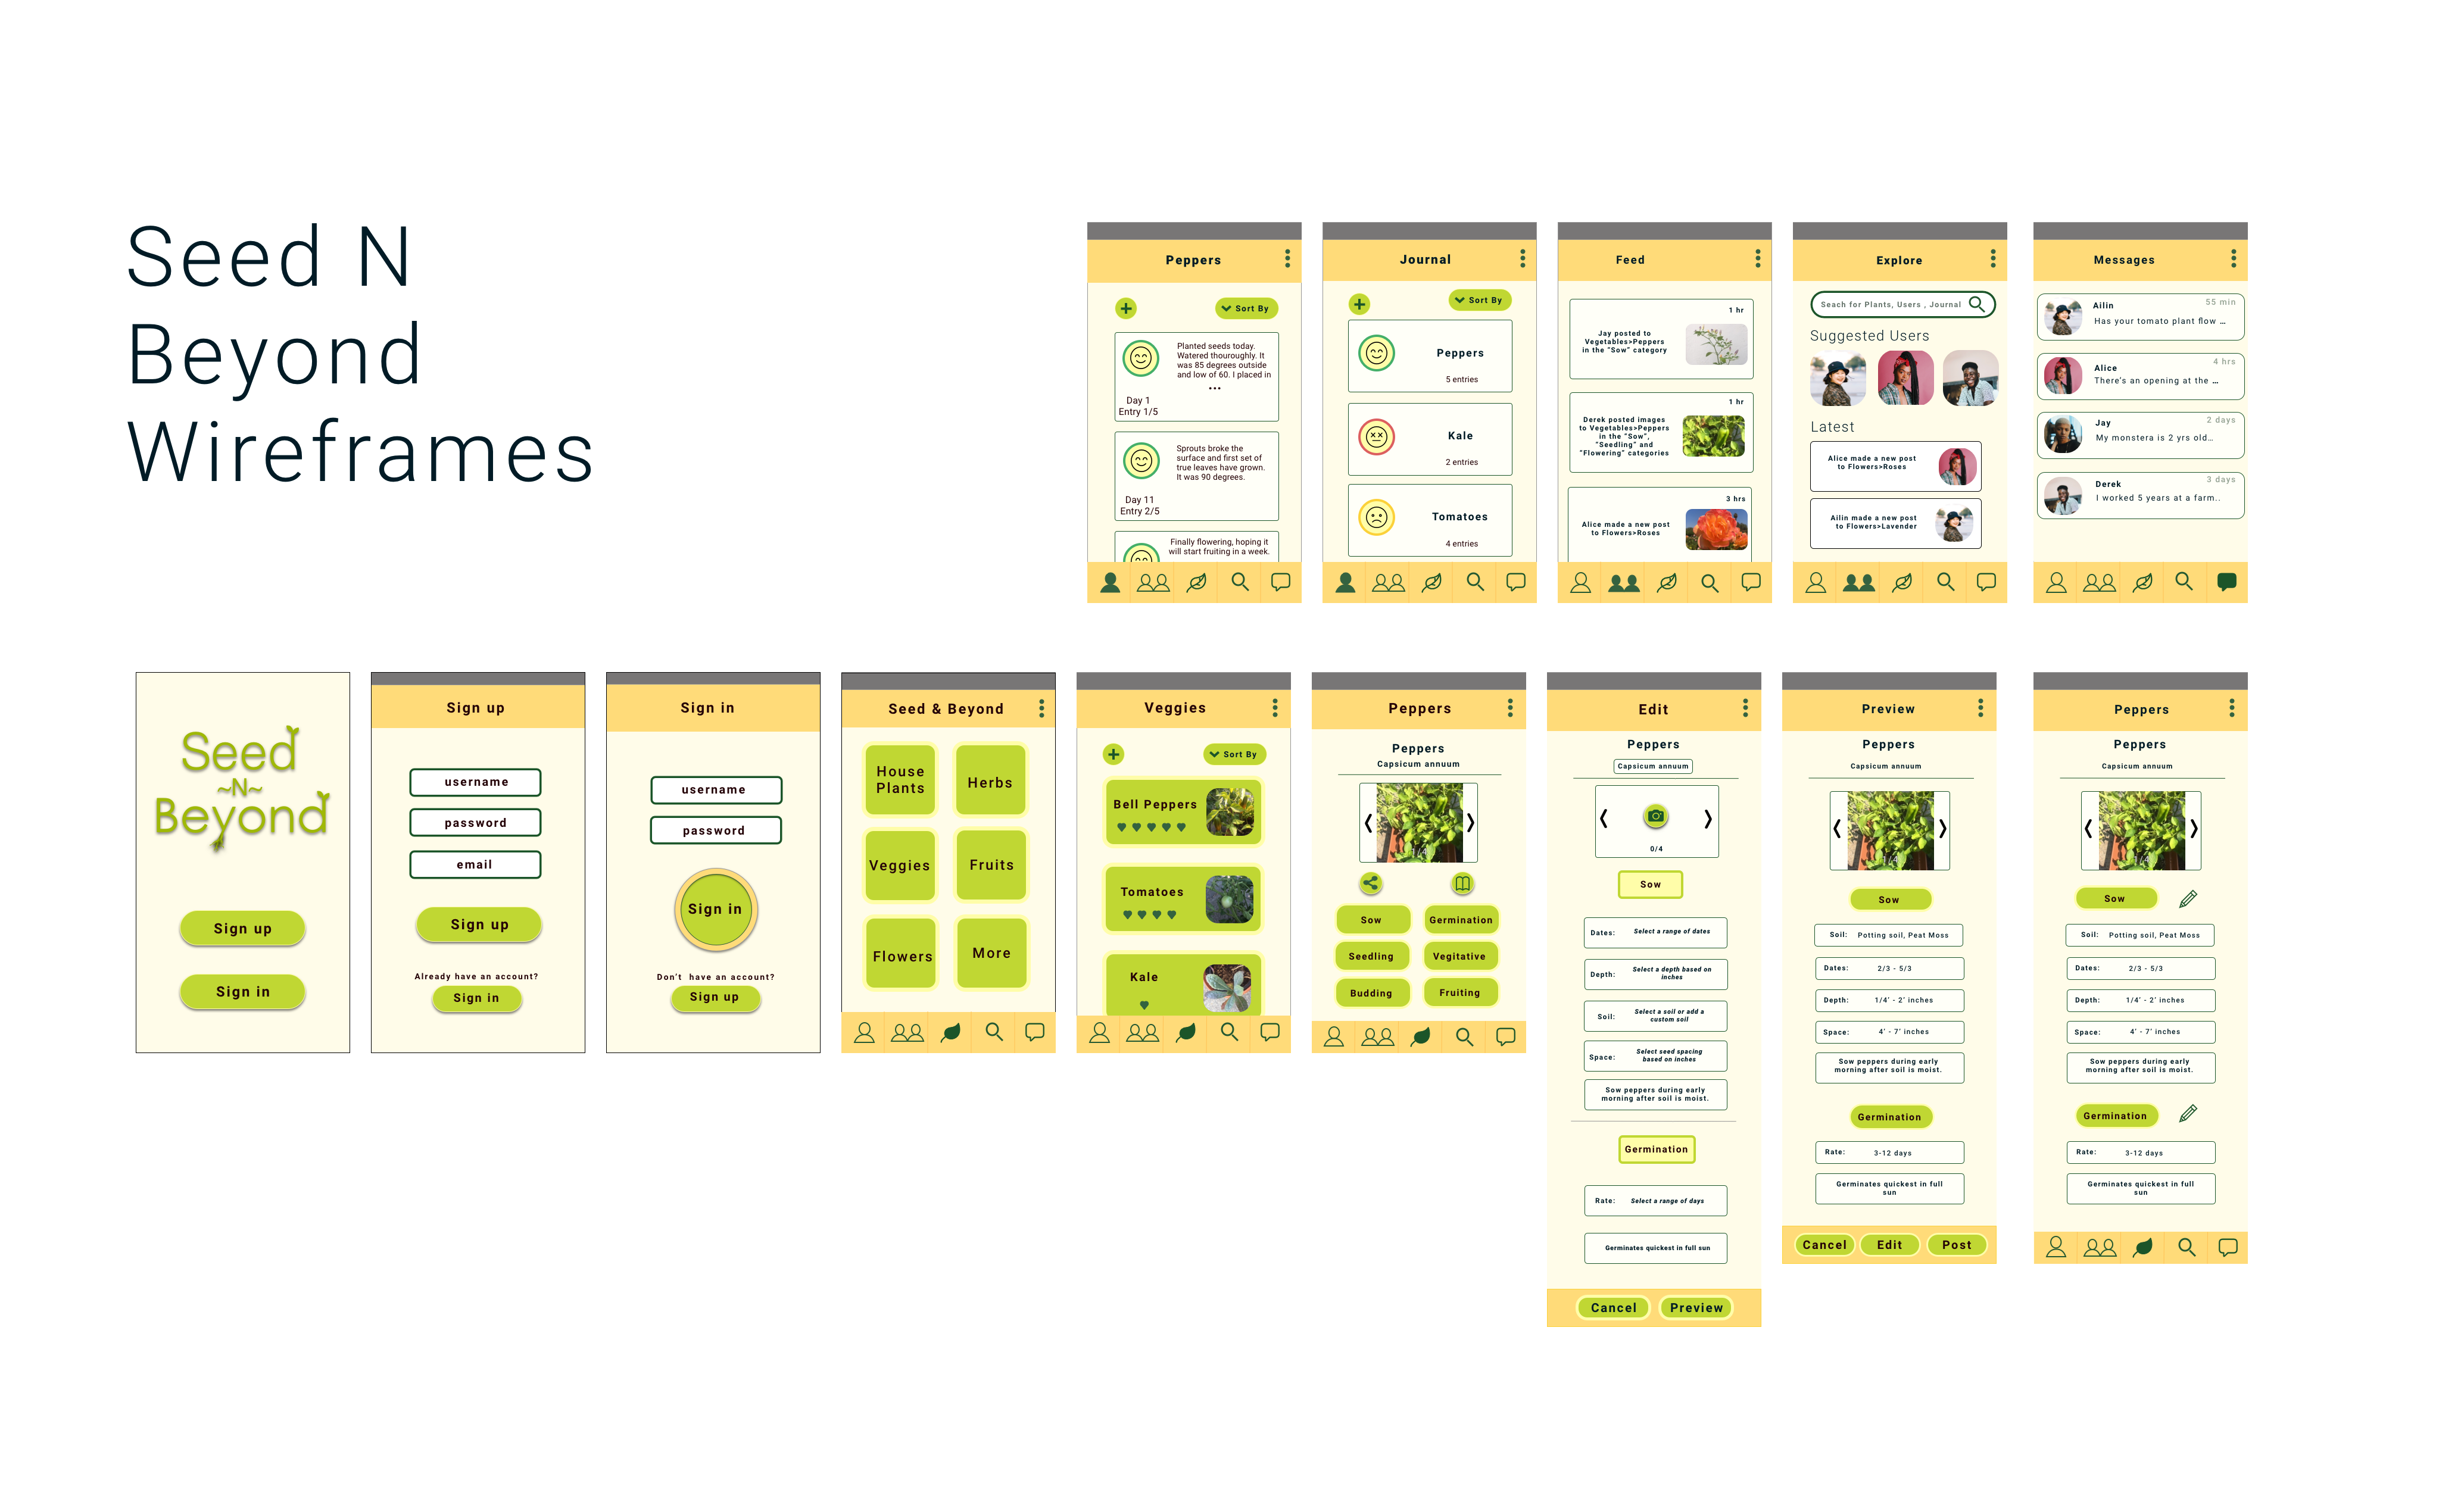 Seed N
Beyond
Wireframes
Peppers
Sort By
Planted seeds today.
Watered thouroughly. It
was 85 degrees outside
and low of 60. I placed in
...
Day 1
Entry 1/5
Sprouts broke the
surface and first set of
true leaves have grown.
It was 90 degrees.
Day 11
Entry 2/5
Finally flowering, hoping it
will start fruiting in a week.
Journal
Sort By
Peppers
5 entries
Kale
2 entries
Tomatoes
4 entries
Feed
1 hr
Jay posted to
Vegetables>Peppers
in the "Sow" category
1 hr
Derek posted images
to Vegetables>Peppers
in the "Sow",
"Seedling" and
"Flowering" categories
3 hrs
Alice made a new post
to Flowers>Roses
Explore
Seach for Plants, Users , Journal
Suggested Users
Latest
Alice made a new post
to Flowers>Roses
Ailin made a new post
to Flowers>Lavender
Messages
Ailin
55 min
Has your tomato plant flow ...
Alice
4 hrs
There's an opening at the ...
Jay
2 days
My monstera is 2 yrs old...
Derek
3 days
I worked 5 years at a farm..
Seed
~N~
Beyond
Sign up
Sign in
Sign up
username
password
email
Sign up
Already have an account?
Sign in
Sign in
username
password
Sign in
Don't have an account?
Sign up
Seed & Beyond
House
Plants
Herbs
Veggies
Fruits
Flowers
More
Veggies
Sort By
Bell Peppers
Tomatoes
Kale
Peppers
Peppers
Capsicum annuum
1/4
Sow
Germination
Seedling
Vegitative
Budding
Fruiting
Edit
Peppers
Capsicum annuum
0/4
Sow
Dates: Select a range of dates
Depth: Select a depth based on
inches
Soil: Select a soil or add a
custom soil
Space: Select seed spacing
based on inches
Sow peppers during early
morning after soil is moist.
Germination
Rate: Select a range of days
Germinates quickest in full sun
Cancel
Preview
Preview
Peppers
Capsicum annuum
1/4
Sow
Soil: Potting soil, Peat Moss
Dates: 2/3 - 5/3
Depth: 1/4' - 2' inches
Space: 4' - 7' inches
Sow peppers during early
morning after soil is moist.
Germination
Rate: 3-12 days
Germinates quickest in full
sun
Cancel
Edit
Post
Peppers
Peppers
Capsicum annuum
1/4
Sow
Soil: Potting soil, Peat Moss
Dates: 2/3 - 5/3
Depth: 1/4' - 2' inches
Space: 4' - 7' inches
Sow peppers during early
morning after soil is moist.
Germination
Rate: 3-12 days
Germinates quickest in full
sun